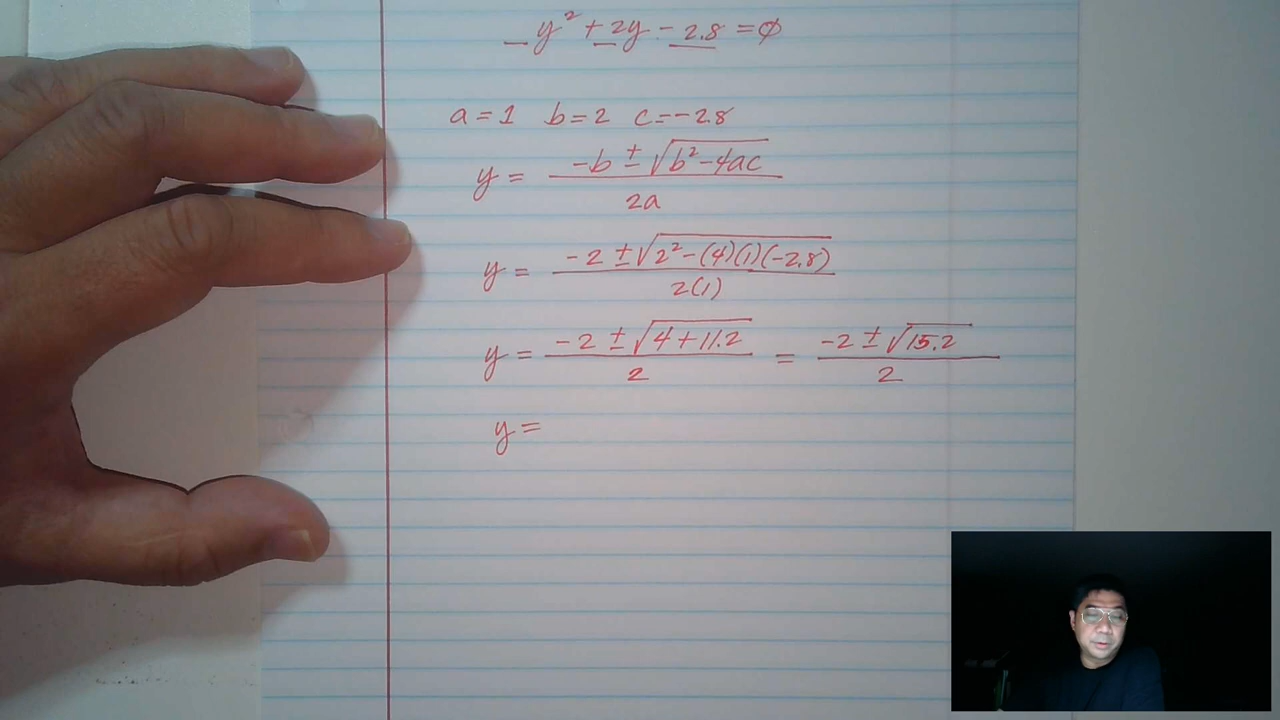 y² + 2y - 2.8 = ϕ
a = 1 b = 2 c = -2.8
y = (-b ± √(b² - 4ac)) / 2a
y = (-2 ± √(2² - (4)(1)(-2.8))) / 2(1)
y = (-2 ± √(4 + 11.2)) / 2 = (-2 ± √15.2) / 2
y =